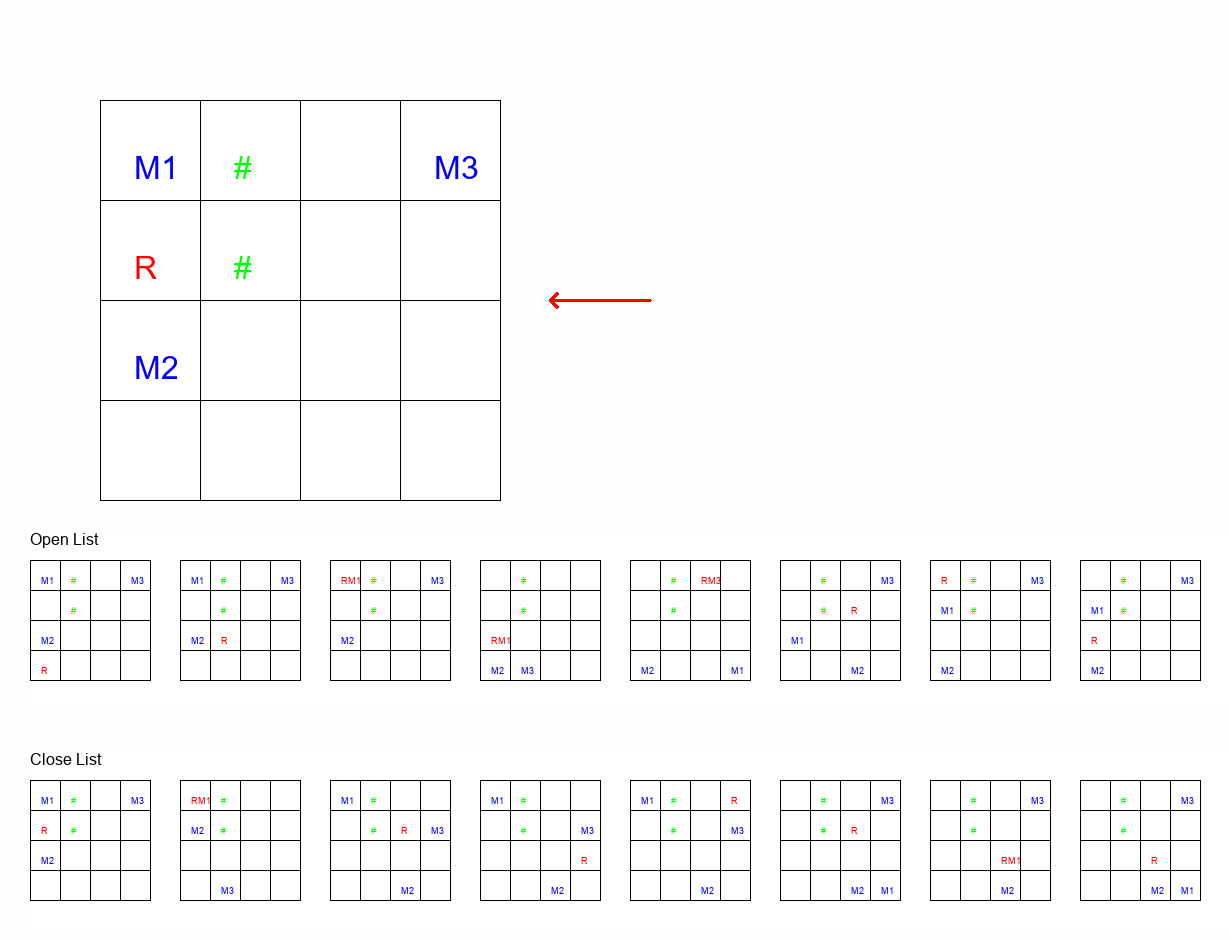 M1 # M3
R #
M2
Open List
M1 # M3 M1 # M3 RM1 # M3 # # RM3 # M3 R # M3 # M3
# # # # # # R M1 # M1 #
M2 M2 R M2 RM1 M1 R
R M2 M3 M2 M1 M2 M2 M2
Close List
M1 # M3 RM1 # M1 # M1 # M1 # R # M3 # M3 # M3
R # M2 # # R M3 # M3 # M3 # R # #
M2 R RM1 R
M3 M2 M2 M2 M2 M1 M2 M2 M1